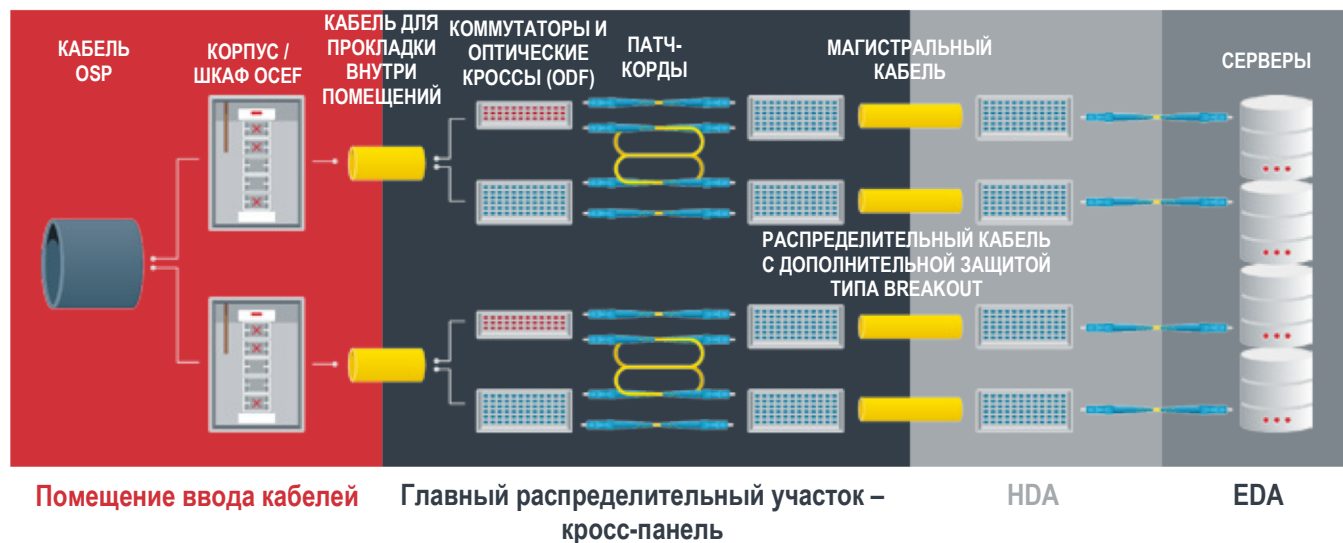 КАБЕЛЬ
OSP
КОРПУС /
ШКАФ OCEF
КАБЕЛЬ ДЛЯ
ПРОКЛАДКИ
ВНУТРИ
ПОМЕЩЕНИЙ
КОММУТАТОРЫ И
ОПТИЧЕСКИЕ
КРОССЫ (ODF)
ПАТЧ-
КОРДЫ
МАГИСТРАЛЬНЫЙ
КАБЕЛЬ
СЕРВЕРЫ
РАСПРЕДЕЛИТЕЛЬНЫЙ КАБЕЛЬ
С ДОПОЛНИТЕЛЬНОЙ ЗАЩИТОЙ
ТИПА BREAKOUT
Помещение ввода кабелей
Главный распределительный участок –
кросс-панель
HDA
EDA